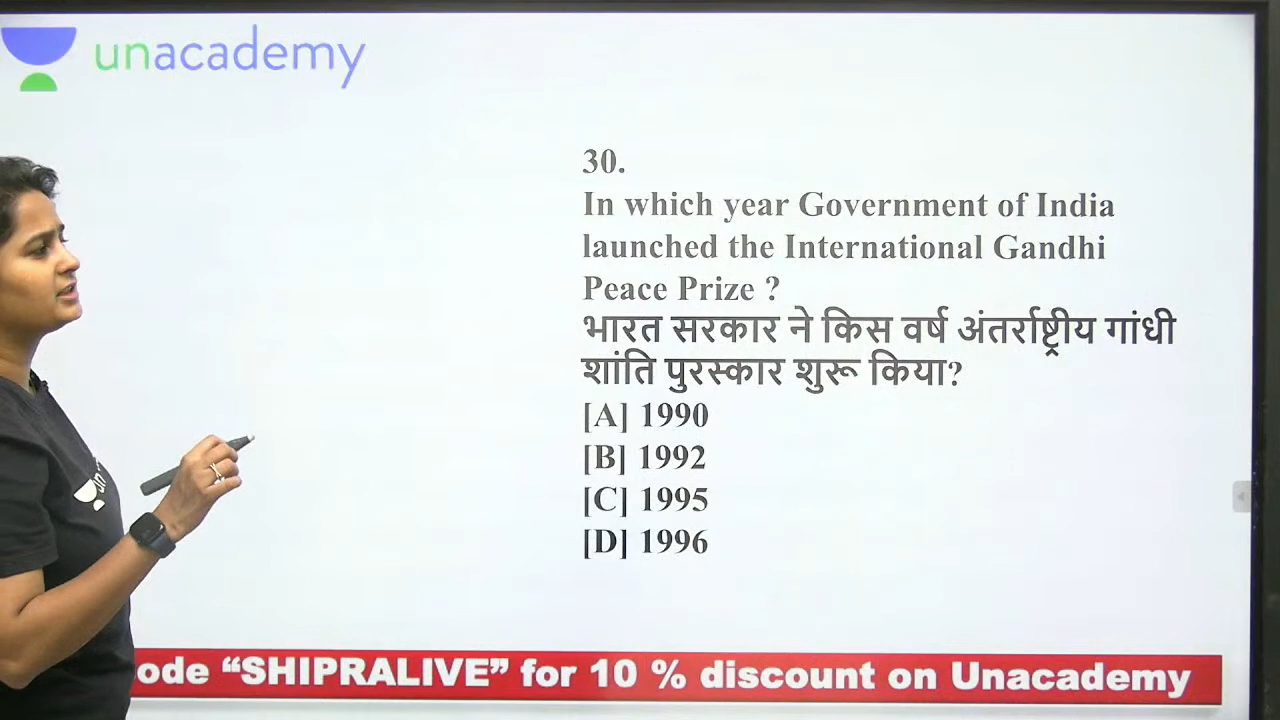 unacademy
30.
In which year Government of India
launched the International Gandhi
Peace Prize ?
भारत सरकार ने किस वर्ष अंतर्राष्ट्रीय गांधी
शांति पुरस्कार शुरू किया?
[A] 1990
[B] 1992
[C] 1995
[D] 1996
un
ode “SHIPRALIVE” for 10 % discount on Unacademy